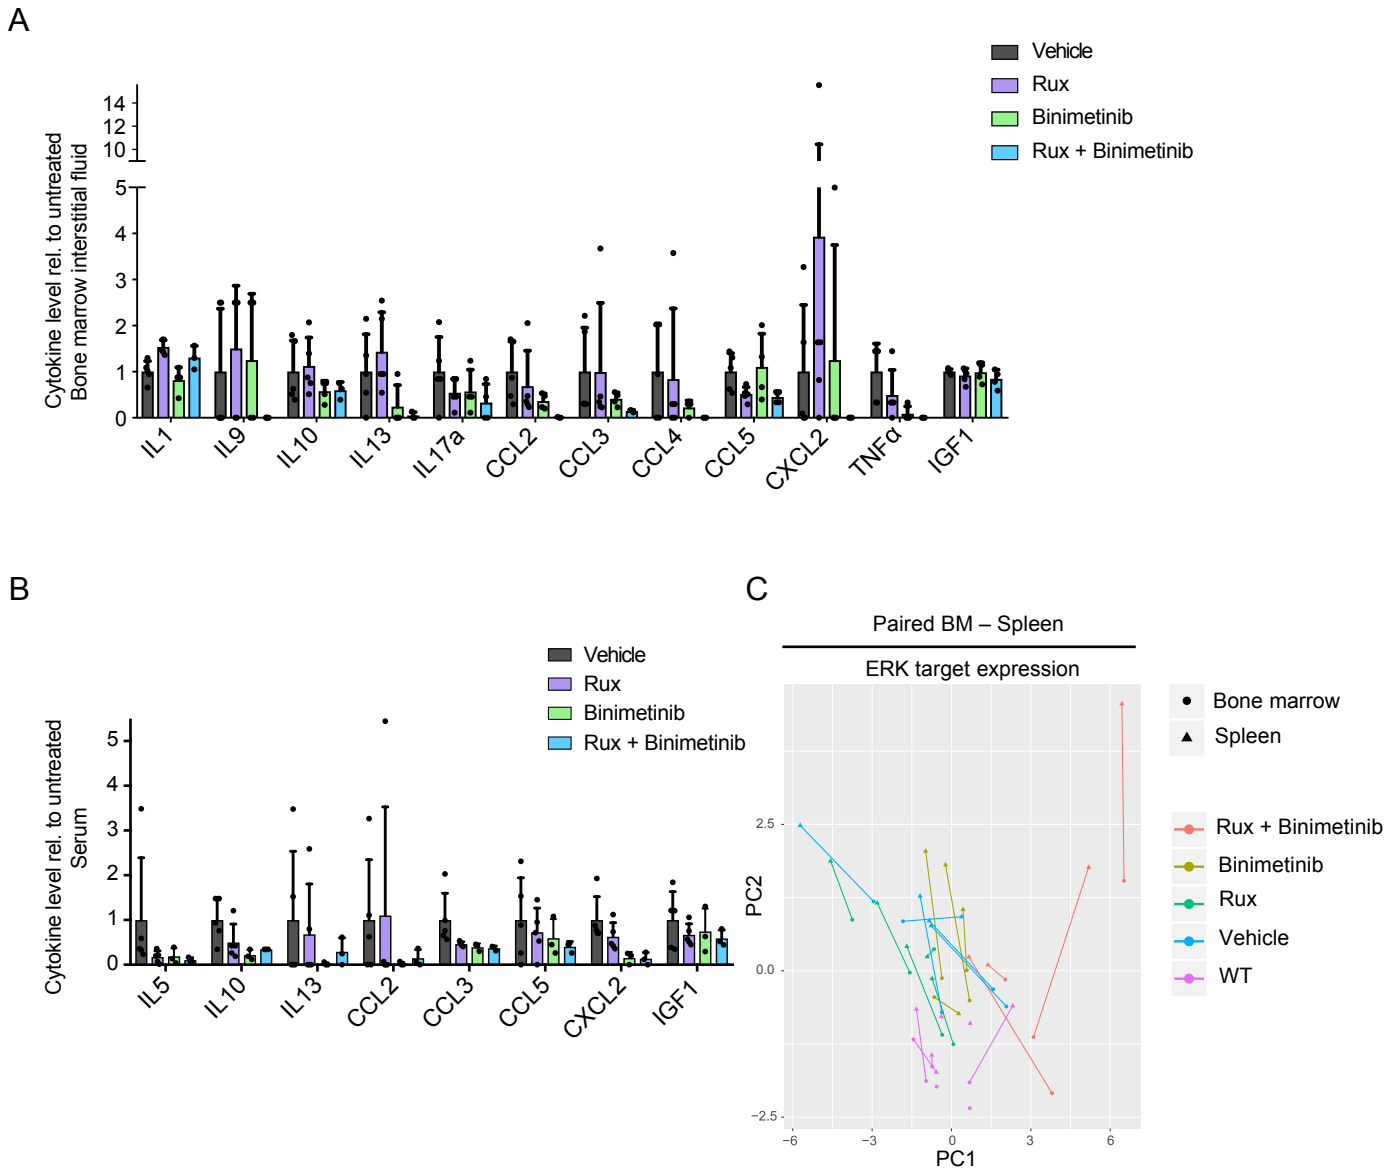 A
Vehicle
Rux
Binimetinib
Rux + Binimetinib
Cytokine level rel. to untreated
Bone marrow interstitial fluid
14
12
10
5
4
3
2
1
0
IL1
IL9
IL10
IL13
IL17a
CCL2
CCL3
CCL4
CCL5
CXCL2
TNFα
IGF1
B
Vehicle
Rux
Binimetinib
Rux + Binimetinib
Cytokine level rel. to untreated
Serum
5
4
3
2
1
0
IL5
IL10
IL13
CCL2
CCL3
CCL5
CXCL2
IGF1
C
Paired BM – Spleen
ERK target expression
PC2
2.5
0.0
−2.5
−6
−3
0
3
6
PC1
Bone marrow
Spleen
Rux + Binimetinib
Binimetinib
Rux
Vehicle
WT